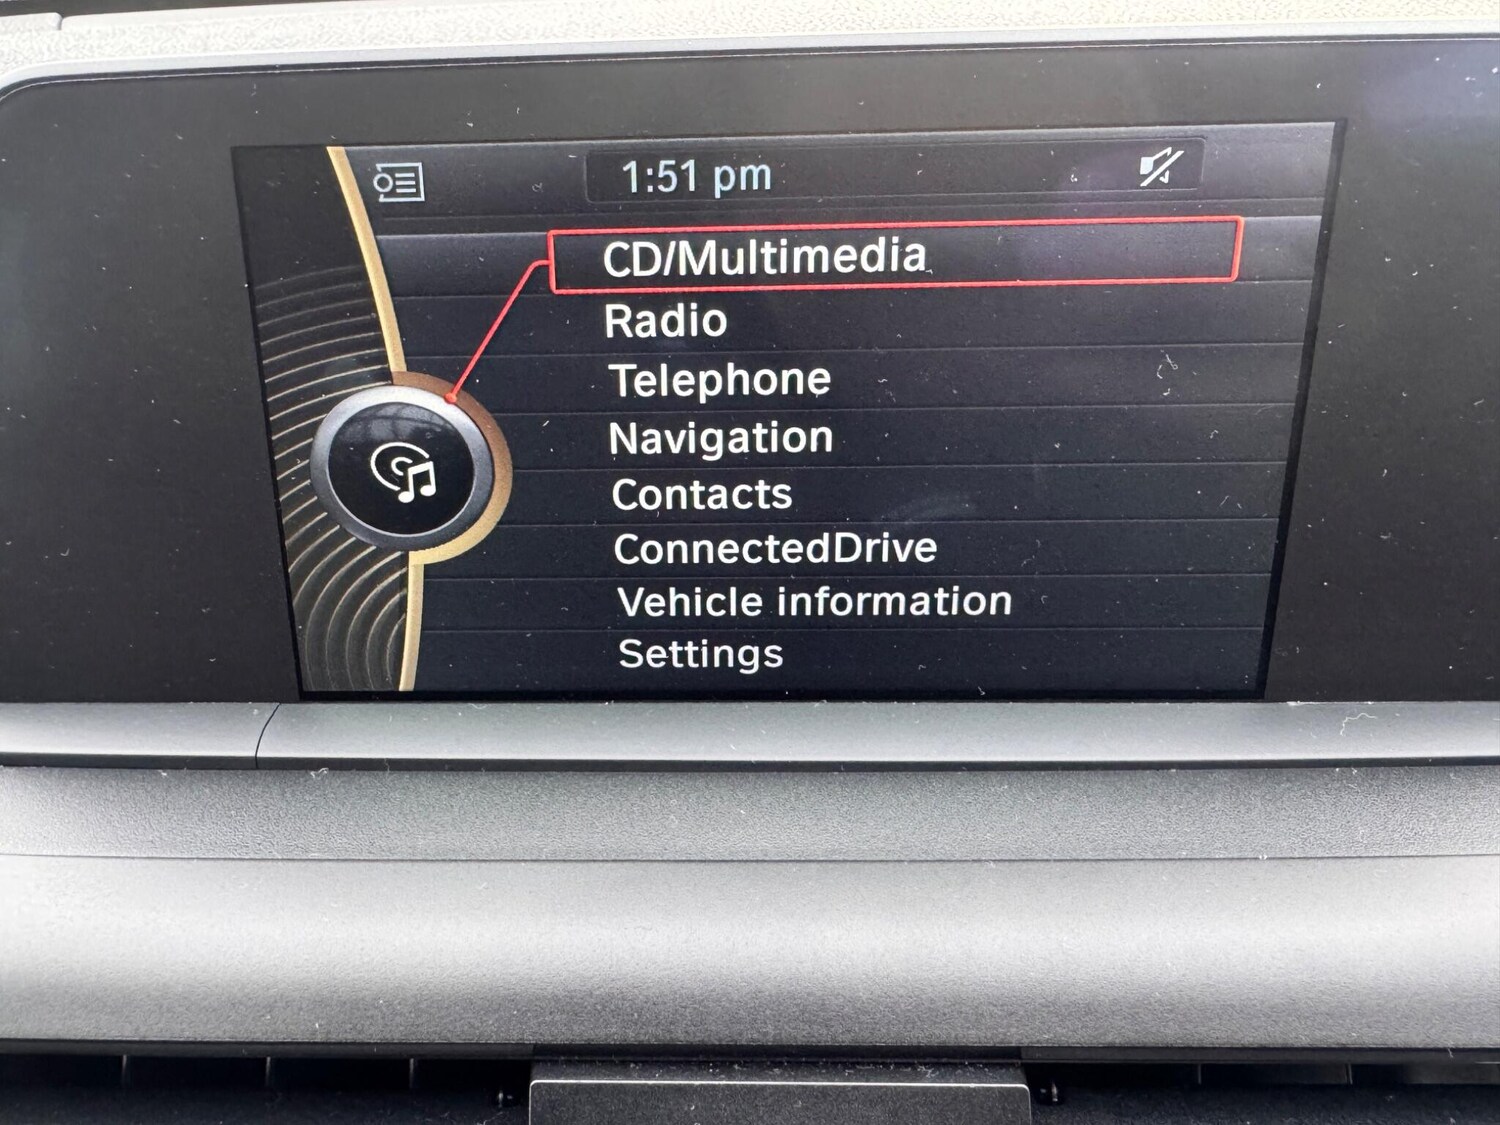 1:51 pm
CD/Multimedia
Radio
Telephone
Navigation
Contacts
ConnectedDrive
Vehicle information
Settings